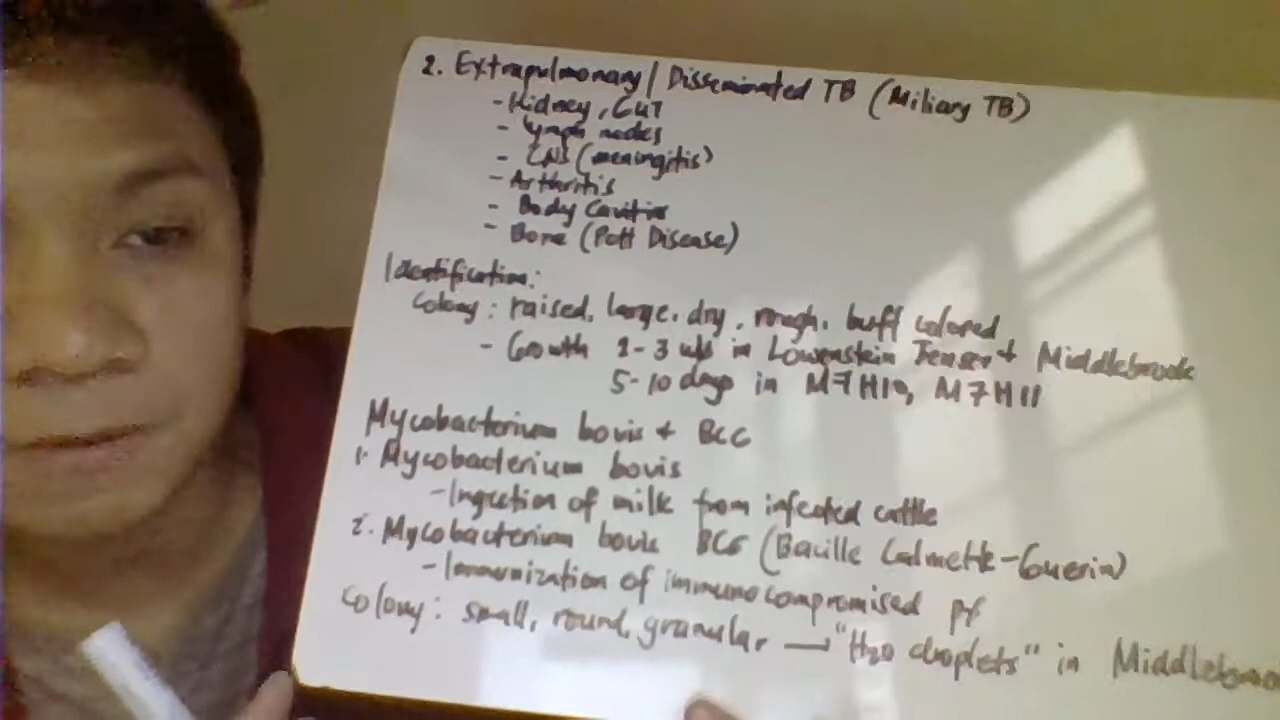 2. Extrapulmonary / Disseminated TB (Miliary TB)
- Kidney, GUT
- Lymph nodes
- CNS (meningitis)
- Arthritis
- Body Cavities
- Bone (Pott Disease)
Identification:
Colony: raised, large, dry, rough, buff colored
- Growth 2-3 wks in Lowenstein Jensen + Middlebrook
5-10 days in M7H10, M7H11
Mycobacterium bovis + BCG
1. Mycobacterium bovis
- Ingestion of milk from infected cattle
2. Mycobacterium bovis BCG (Bacille Calmette-Guerin)
- Immunization of immunocompromised px
Colony: small, round, granular → "H2O droplets" in Middlebroo